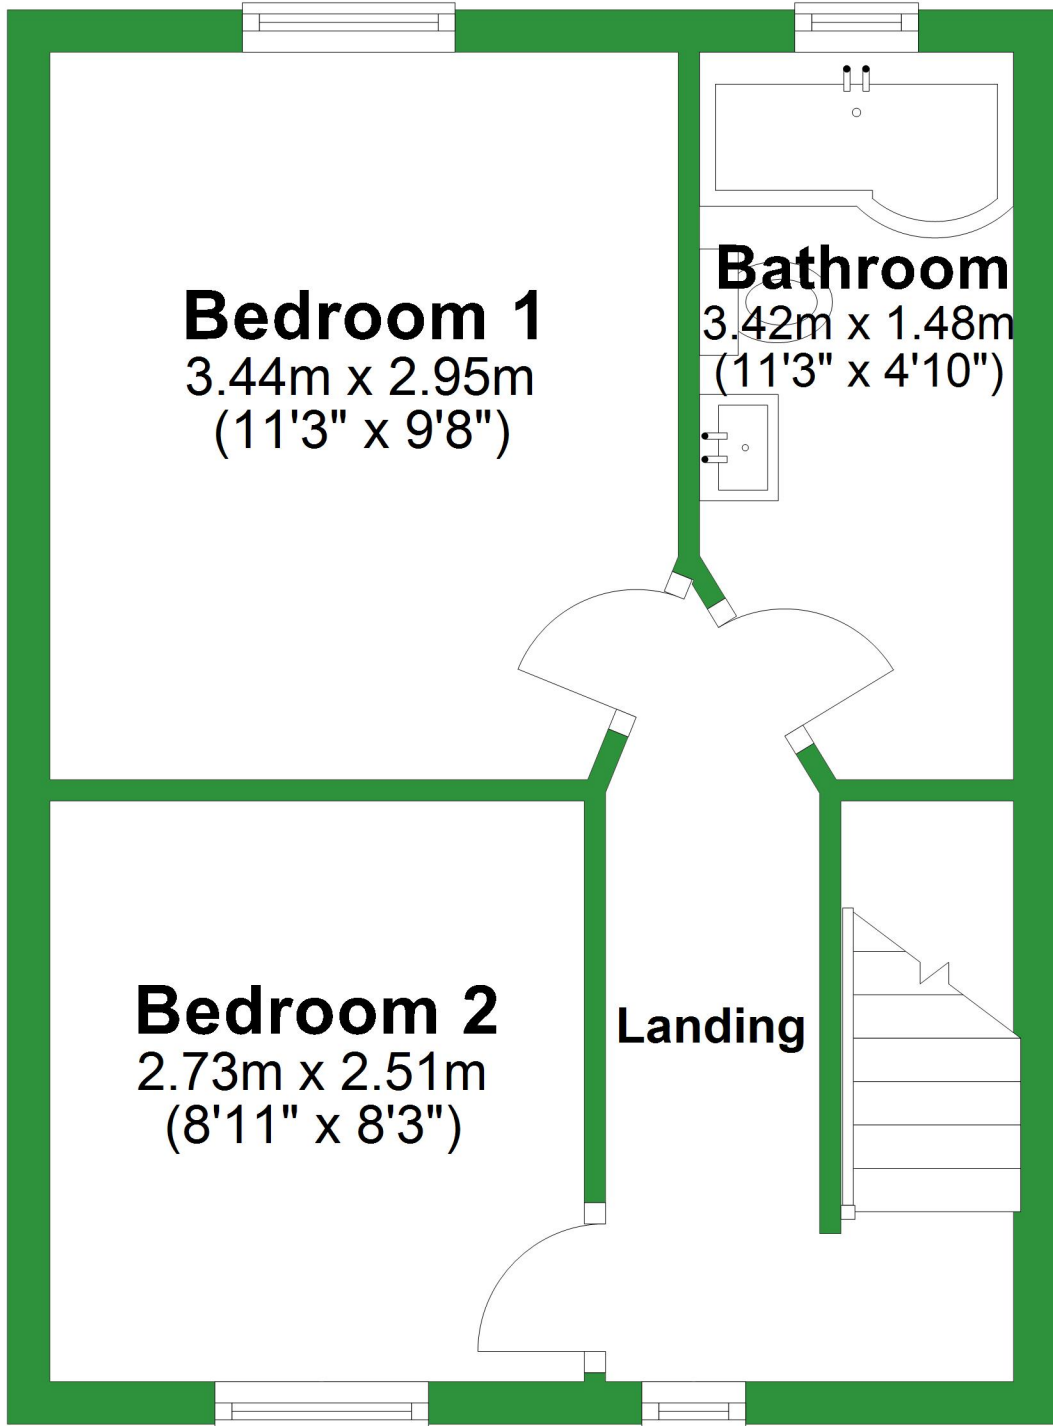 Bedroom 1
3.44m x 2.95m
(11'3" x 9'8")
Bathroom
3.42m x 1.48m
(11'3" x 4'10")
Bedroom 2
2.73m x 2.51m
(8'11" x 8'3")
Landing